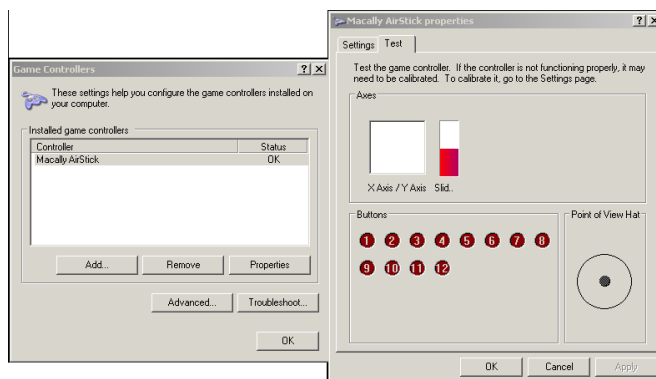 Game Controllers
These settings help you configure the game controllers installed on
your computer.
Installed game controllers
Controller Status
Macally AirStick OK
Add... Remove Properties
Advanced... Troubleshoot...
OK
Macally AirStick properties
Settings Test
Test the game controller. If the controller is not functioning properly, it may
need to be calibrated. To calibrate it, go to the Settings page.
Axes
X Axis / Y Axis Slid..
Buttons
1 2 3 4 5 6 7 8
9 10 11 12
Point of View Hat
OK Cancel Apply